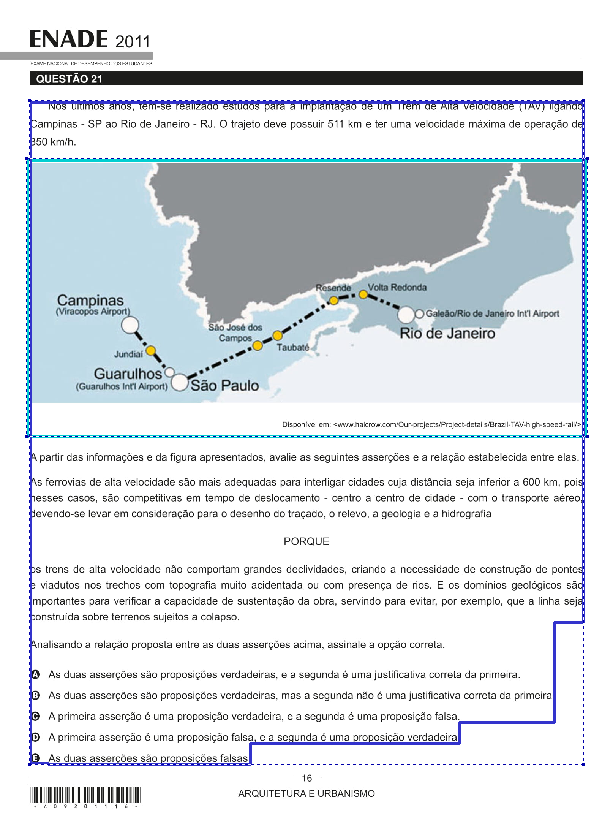 ENADE 2011
EXAME NACIONAL DE DESEMPENHO DOS ESTUDANTES
QUESTÃO 21
Nos últimos anos, têm-se realizado estudos para a implantação de um Trem de Alta Velocidade (TAV) ligando
Campinas - SP ao Rio de Janeiro - RJ. O trajeto deve possuir 511 km e ter uma velocidade máxima de operação de
350 km/h.
Campinas
(Viracopos Airport)
Jundiaí
Guarulhos
(Guarulhos Int'l Airport)
São Paulo
São José dos
Campos
Taubaté
Resende
Volta Redonda
Galeão/Rio de Janeiro Int'l Airport
Rio de Janeiro
Disponível em: <www.halcrow.com/Our-projects/Project-details/Brazil-TAV-high-speed-rail/>
A partir das informações e da figura apresentados, avalie as seguintes asserções e a relação estabelecida entre elas.
As ferrovias de alta velocidade são mais adequadas para interligar cidades cuja distância seja inferior a 600 km, pois
nesses casos, são competitivas em tempo de deslocamento - centro a centro de cidade - com o transporte aéreo,
devendo-se levar em consideração para o desenho do traçado, o relevo, a geologia e a hidrografia
PORQUE
os trens de alta velocidade não comportam grandes declividades, criando a necessidade de construção de pontes
e viadutos nos trechos com topografia muito acidentada ou com presença de rios. E os domínios geológicos são
importantes para verificar a capacidade de sustentação da obra, servindo para evitar, por exemplo, que a linha seja
construída sobre terrenos sujeitos a colapso.
Analisando a relação proposta entre as duas asserções acima, assinale a opção correta.
A As duas asserções são proposições verdadeiras, e a segunda é uma justificativa correta da primeira.
B As duas asserções são proposições verdadeiras, mas a segunda não é uma justificativa correta da primeira.
C A primeira asserção é uma proposição verdadeira, e a segunda é uma proposição falsa.
D A primeira asserção é uma proposição falsa, e a segunda é uma proposição verdadeira.
E As duas asserções são proposições falsas.
16
ARQUITETURA E URBANISMO